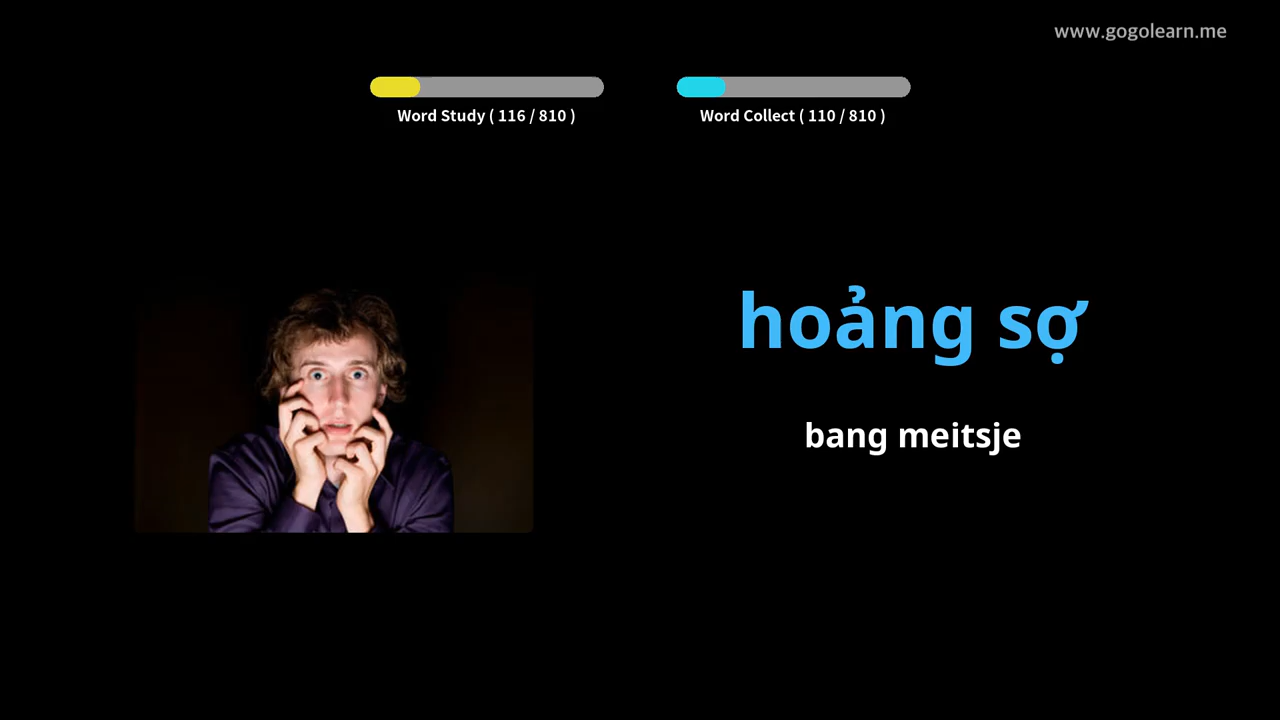 www.gogolearn.me
Word Study ( 116 / 810 )
Word Collect ( 110 / 810 )
hoảng sợ
bang meitsje